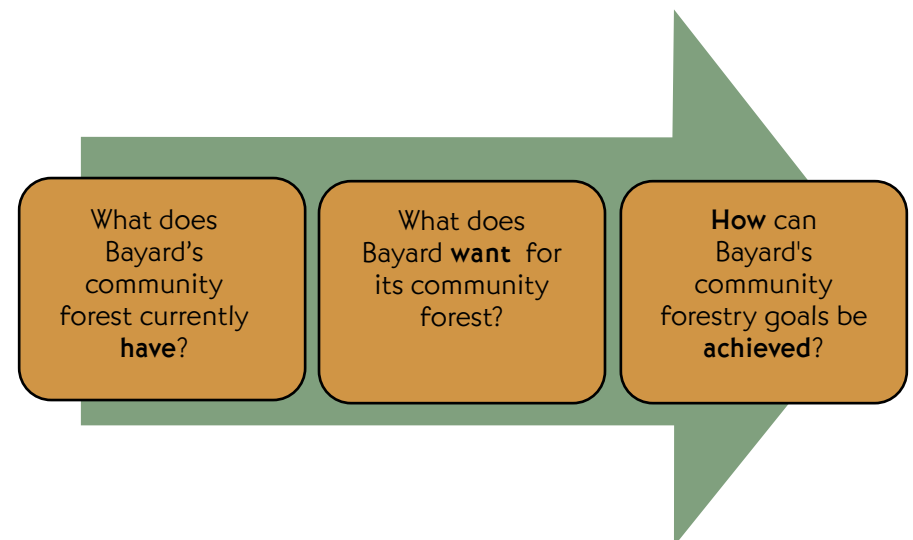 What does
Bayard’s
community
forest currently
have?
What does
Bayard want for
its community
forest?
How can
Bayard's
community
forestry goals be
achieved?